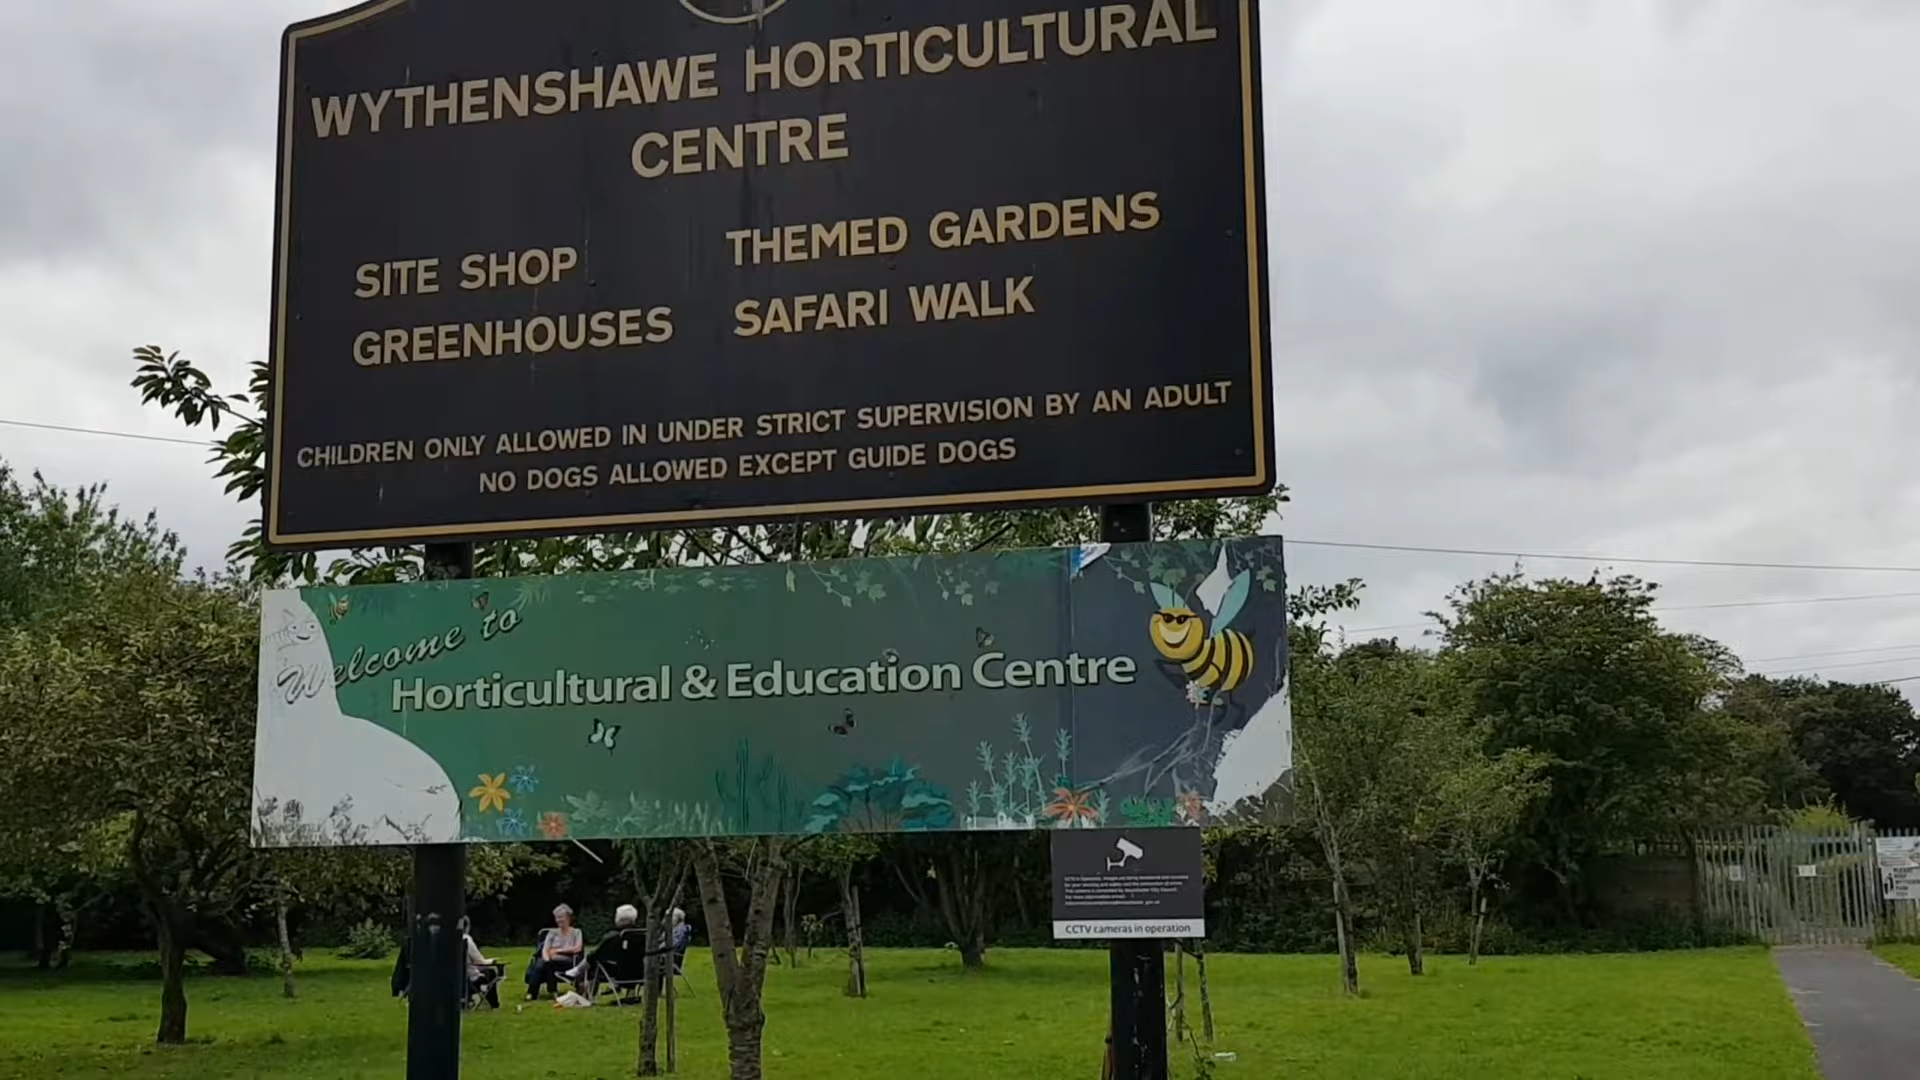 WYTHENSHAWE HORTICULTURAL
CENTRE
SITE SHOP
THEMED GARDENS
GREENHOUSES
SAFARI WALK
CHILDREN ONLY ALLOWED IN UNDER STRICT SUPERVISION BY AN ADULT
NO DOGS ALLOWED EXCEPT GUIDE DOGS
Welcome to
Horticultural & Education Centre
CCTV cameras in operation